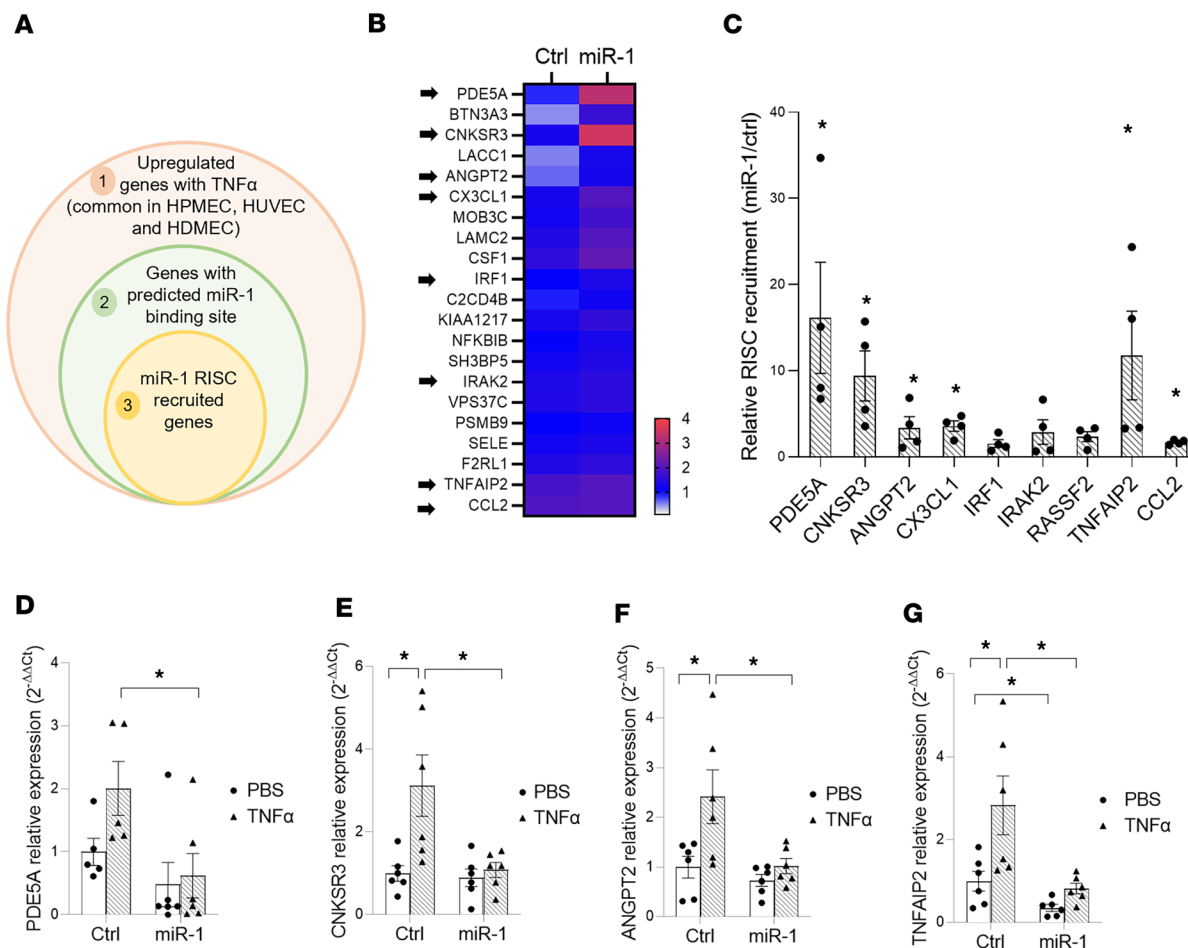 A
1
Upregulated
genes with TNFα
(common in HPMEC, HUVEC
and HDMEC)
2
Genes with
predicted miR-1
binding site
3
miR-1 RISC
recruited
genes
B
Ctrl miR-1
PDE5A
BTN3A3
CNKSR3
LACC1
ANGPT2
CX3CL1
MOB3C
LAMC2
CSF1
IRF1
C2CD4B
KIAA1217
NFKBIB
SH3BP5
IRAK2
VPS37C
PSMB9
SELE
F2RL1
TNFAIP2
CCL2
4
3
2
1
C
Relative RISC recruitment (miR-1/ctrl)
40
30
20
10
0
* * * * * *
PDE5A
CNKSR3
ANGPT2
CX3CL1
IRF1
IRAK2
RASSF2
TNFAIP2
CCL2
D
PDE5A relative expression (2-ΔΔCt)
4
3
2
1
0
*
Ctrl miR-1
PBS
TNFα
E
CNKSR3 relative expression (2-ΔΔCt)
6
4
2
0
* *
Ctrl miR-1
PBS
TNFα
F
ANGPT2 relative expression (2-ΔΔCt)
5
4
3
2
1
0
* *
Ctrl miR-1
PBS
TNFα
G
TNFAIP2 relative expression (2-ΔΔCt)
6
4
2
0
* *
*
Ctrl miR-1
PBS
TNFα